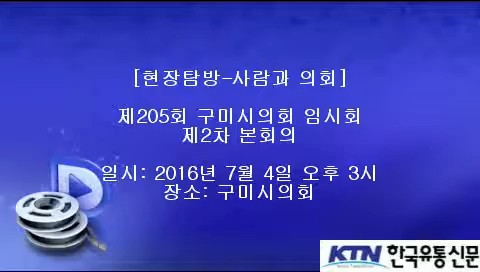 [현장탐방-사람과 의회]
제205회 구미시의회 임시회
제2차 본회의
일시: 2016년 7월 4일 오후 3시
장소: 구미시의회
KTN 한국유통신문